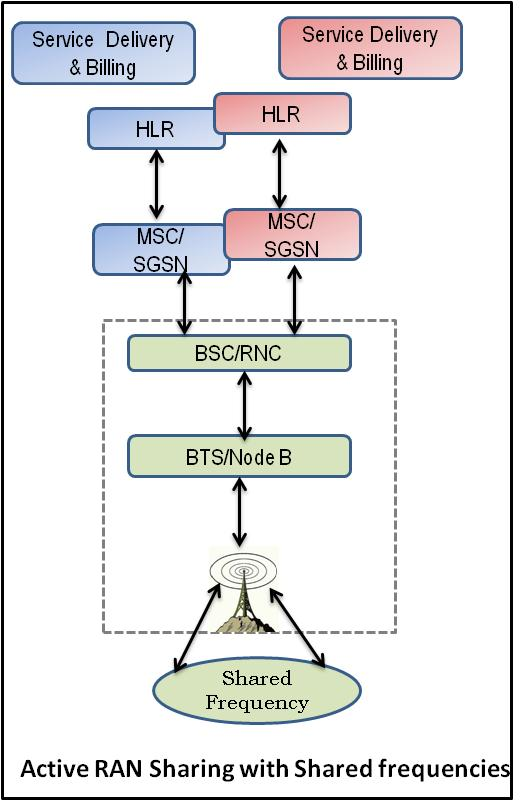 Service Delivery
& Billing
Service Delivery
& Billing
HLR
HLR
MSC/
SGSN
MSC/
SGSN
BSC/RNC
BTS/Node B
Shared
Frequency
Active RAN Sharing with Shared frequencies